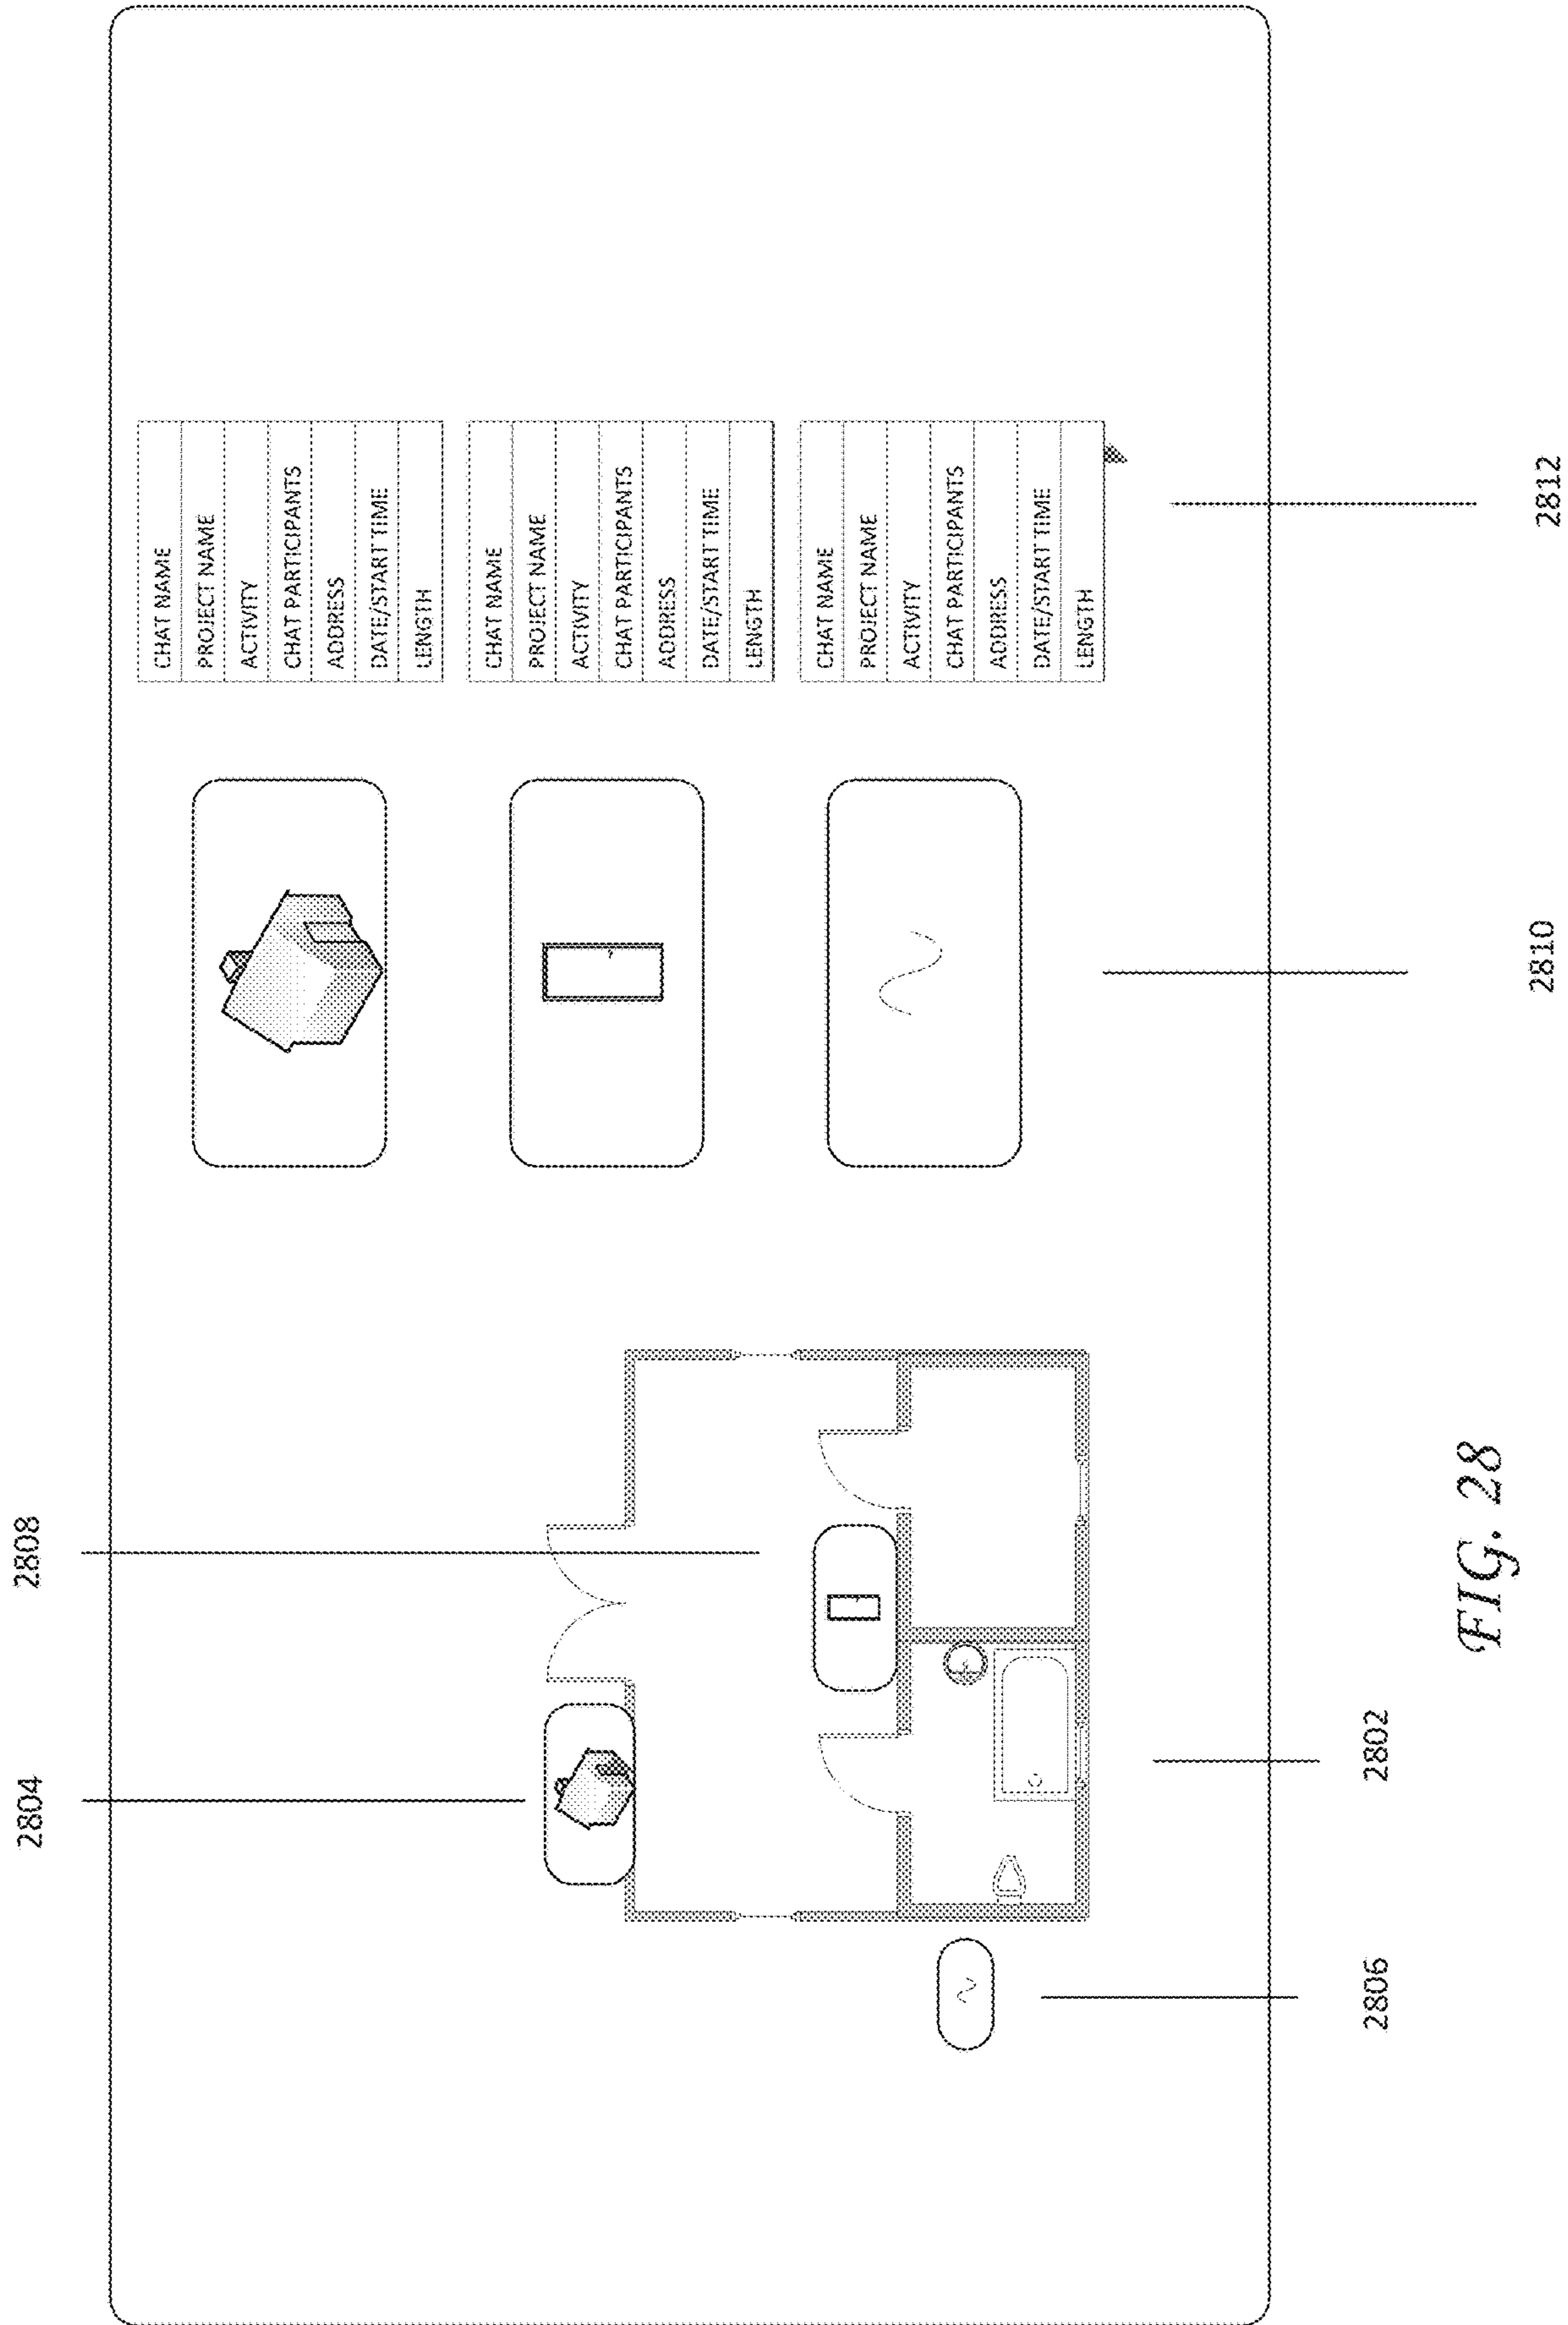 2804
2808
CHAT NAME
PROJECT NAME
ACTIVITY
CHAT PARTICIPANTS
ADDRESS
DATE/START TIME
LENGTH
CHAT NAME
PROJECT NAME
ACTIVITY
CHAT PARTICIPANTS
ADDRESS
DATE/START TIME
LENGTH
CHAT NAME
PROJECT NAME
ACTIVITY
CHAT PARTICIPANTS
ADDRESS
DATE/START TIME
LENGTH
2806
2802
2810
2812
FIG. 28